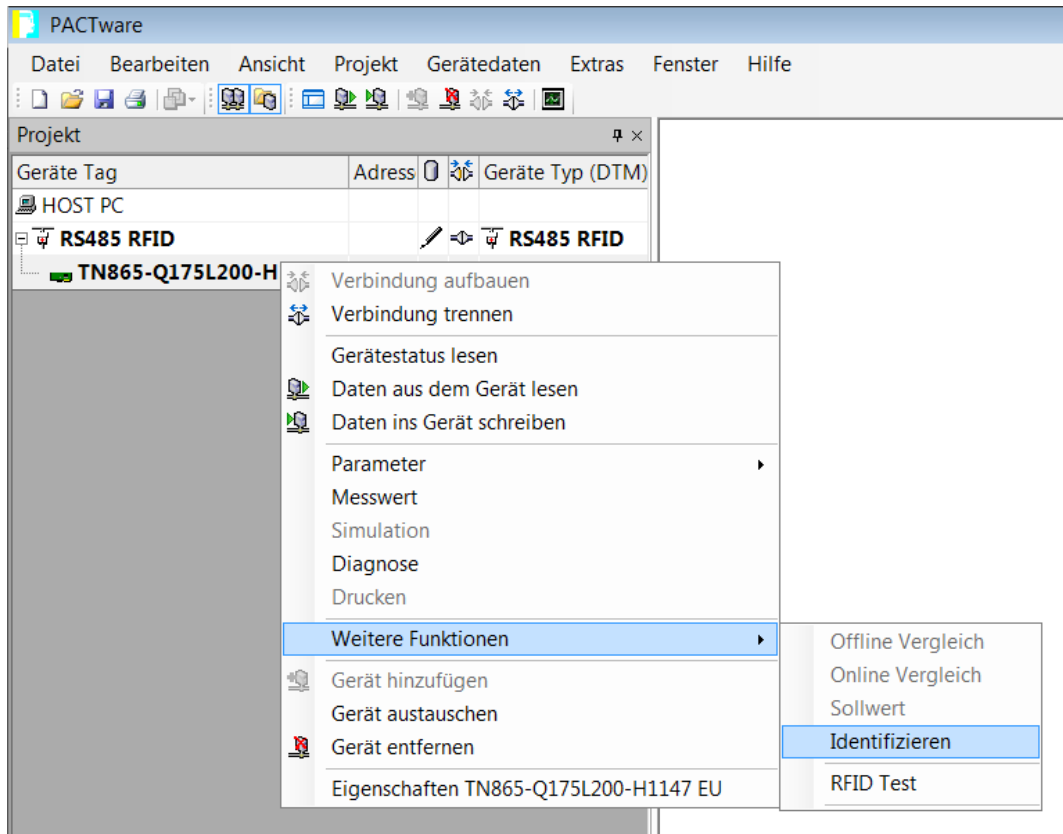 PACTware
Datei Bearbeiten Ansicht Projekt Gerätedaten Extras Fenster Hilfe
Projekt
Geräte Tag Adress Geräte Typ (DTM)
HOST PC
RS485 RFID RS485 RFID
TN865-Q175L200-H
Verbindung aufbauen
Verbindung trennen
Gerätestatus lesen
Daten aus dem Gerät lesen
Daten ins Gerät schreiben
Parameter
Messwert
Simulation
Diagnose
Drucken
Weitere Funktionen
Gerät hinzufügen
Gerät austauschen
Gerät entfernen
Eigenschaften TN865-Q175L200-H1147 EU
Offline Vergleich
Online Vergleich
Sollwert
Identifizieren
RFID Test